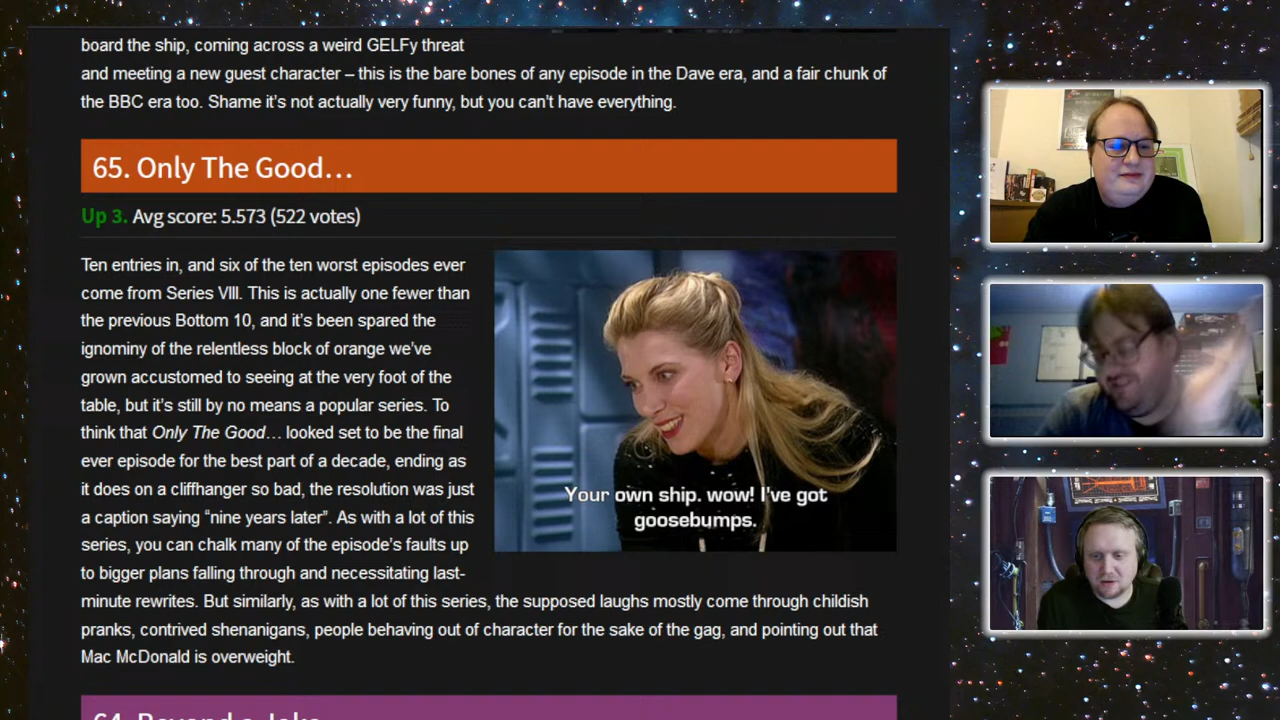 board the ship, coming across a weird GELFy threat
and meeting a new guest character – this is the bare bones of any episode in the Dave era, and a fair chunk of
the BBC era too. Shame it’s not actually very funny, but you can’t have everything.
65. Only The Good…
Up 3. Avg score: 5.573 (522 votes)
Ten entries in, and six of the ten worst episodes ever
come from Series VIII. This is actually one fewer than
the previous Bottom 10, and it’s been spared the
ignominy of the relentless block of orange we’ve
grown accustomed to seeing at the very foot of the
table, but it’s still by no means a popular series. To
think that Only The Good… looked set to be the final
ever episode for the best part of a decade, ending as
it does on a cliffhanger so bad, the resolution was just
a caption saying “nine years later”. As with a lot of this
series, you can chalk many of the episode’s faults up
to bigger plans falling through and necessitating last-
minute rewrites. But similarly, as with a lot of this series, the supposed laughs mostly come through childish
pranks, contrived shenanigans, people behaving out of character for the sake of the gag, and pointing out that
Mac McDonald is overweight.
Your own ship. wow! I've got
goosebumps.
64. Beyond a Joke